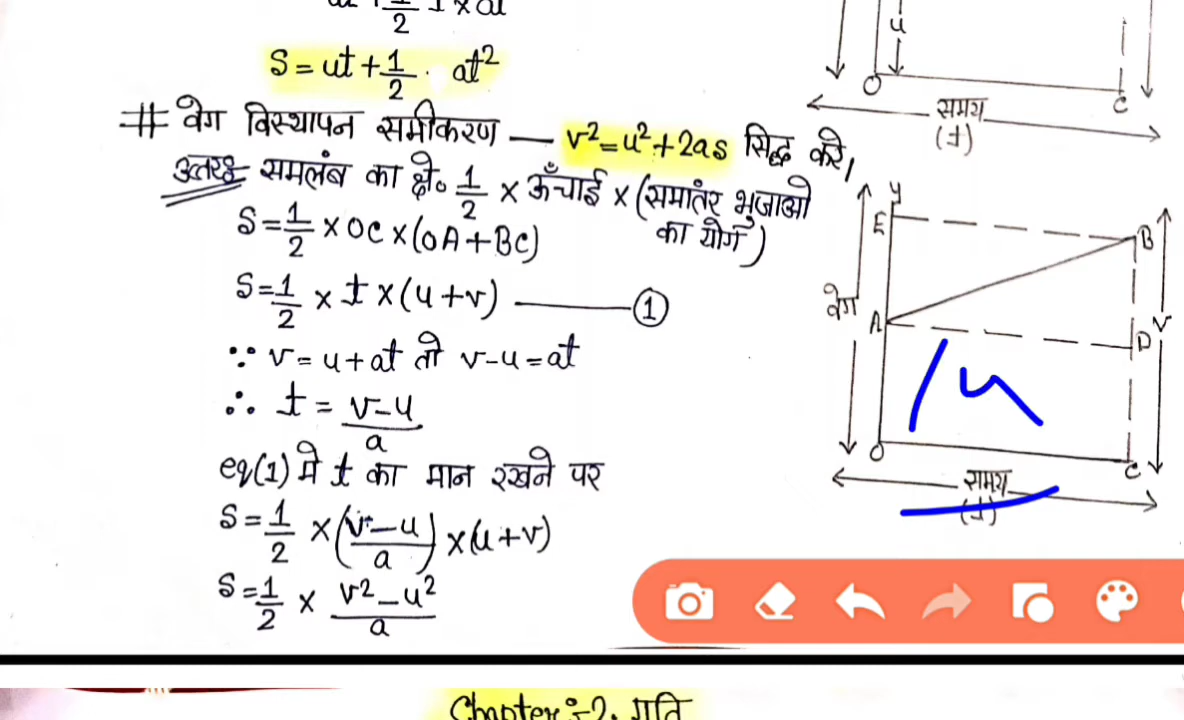 S = ut + 1/2 at²
# वेग विस्थापन समीकरण — v² = u² + 2as सिद्ध करे।
उत्तरः समलंब का क्षे० 1/2 × ऊँचाई × (समांतर भुजाओ का योग)
S = 1/2 × OC × (OA + BC)
S = 1/2 × t × (u + v) ——— ①
∵ v = u + at तो v - u = at
∴ t = (v - u)/a
eq(1) मे t का मान रखने पर
S = 1/2 × ((v - u)/a) × (u + v)
S = 1/2 × (v² - u²)/a
u
O
C
समय
(t)
y
E
B
वेग
A
D
v
u
O
C
समय
(t)
Chapter :- 2. गति